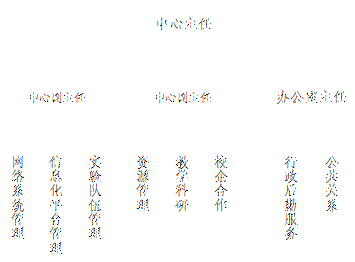 中心主任
中心副主任
中心副主任
办公室主任
网络系统管理
信息化平台管理
实验队伍管理
资源管理
教学科研
校企合作
行政后勤服务
公共关系